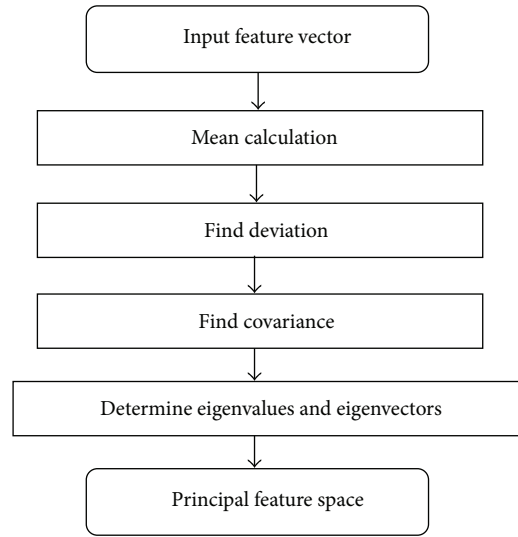 Input feature vector
Mean calculation
Find deviation
Find covariance
Determine eigenvalues and eigenvectors
Principal feature space